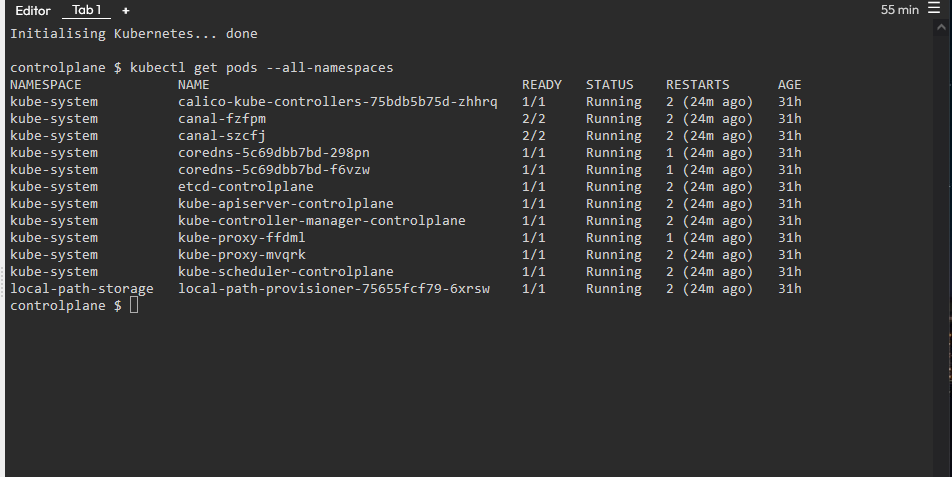 Editor Tab 1 + 55 min
Initialising Kubernetes... done
controlplane $ kubectl get pods --all-namespaces
NAMESPACE NAME READY STATUS RESTARTS AGE
kube-system calico-kube-controllers-75bdb5b75d-zhhrq 1/1 Running 2 (24m ago) 31h
kube-system canal-fzfpm 2/2 Running 2 (24m ago) 31h
kube-system canal-szcfj 2/2 Running 2 (24m ago) 31h
kube-system coredns-5c69dbb7bd-298pn 1/1 Running 1 (24m ago) 31h
kube-system coredns-5c69dbb7bd-f6vzw 1/1 Running 1 (24m ago) 31h
kube-system etcd-controlplane 1/1 Running 2 (24m ago) 31h
kube-system kube-apiserver-controlplane 1/1 Running 2 (24m ago) 31h
kube-system kube-controller-manager-controlplane 1/1 Running 2 (24m ago) 31h
kube-system kube-proxy-ffdml 1/1 Running 1 (24m ago) 31h
kube-system kube-proxy-mvqrk 1/1 Running 2 (24m ago) 31h
kube-system kube-scheduler-controlplane 1/1 Running 2 (24m ago) 31h
local-path-storage local-path-provisioner-75655fcf79-6xrsw 1/1 Running 2 (24m ago) 31h
controlplane $